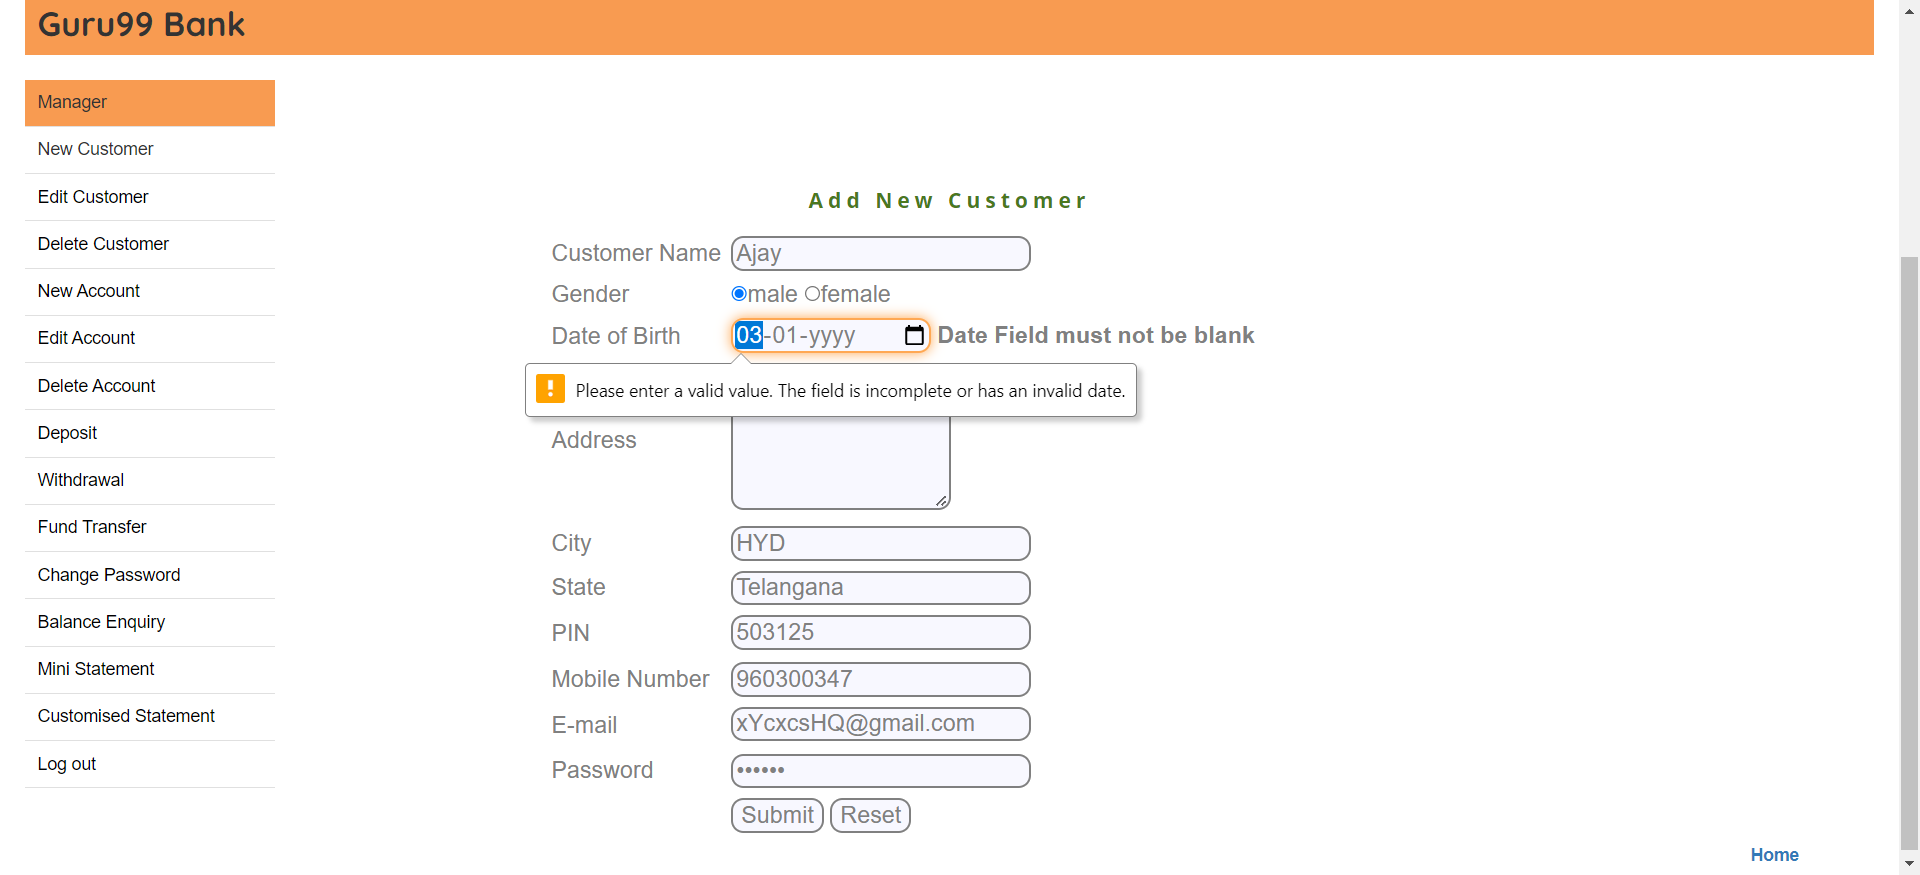 Guru99 Bank
Manager
New Customer
Edit Customer
Delete Customer
New Account
Edit Account
Delete Account
Deposit
Withdrawal
Fund Transfer
Change Password
Balance Enquiry
Mini Statement
Customised Statement
Log out
Add New Customer
Customer Name Ajay
Gender male female
Date of Birth 03-01-yyyy Date Field must not be blank
Please enter a valid value. The field is incomplete or has an invalid date.
Address
City HYD
State Telangana
PIN 503125
Mobile Number 960300347
E-mail xYcxcsHQ@gmail.com
Password ••••••
Submit Reset
Home